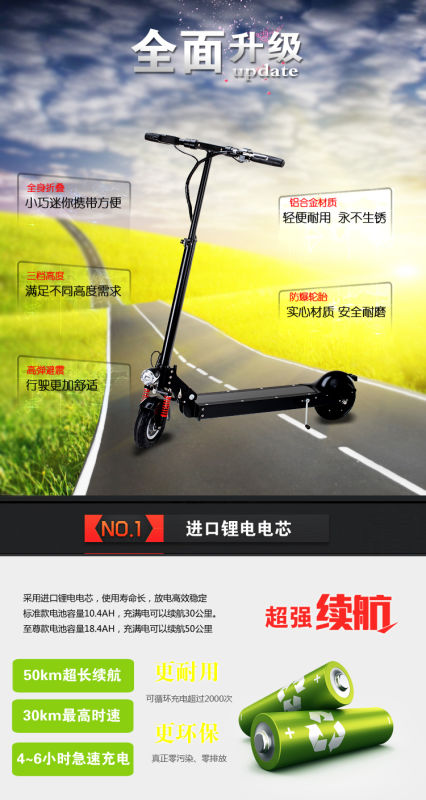 全面升级
update
全身折叠
小巧迷你携带方便
铝合金材质
轻便耐用 永不生锈
三档高度
满足不同高度需求
防爆轮胎
实心材质 安全耐磨
高弹避震
行驶更加舒适
NO.1 进口锂电电芯
采用进口锂电电芯，使用寿命长，放电高效稳定
标准款电池容量10.4AH，充满电可以续航30公里。
至尊款电池容量18.4AH，充满电可以续航50公里
超强续航
50km超长续航
30km最高时速
4~6小时急速充电
更耐用
可循环充电超过2000次
更环保
真正零污染、零排放